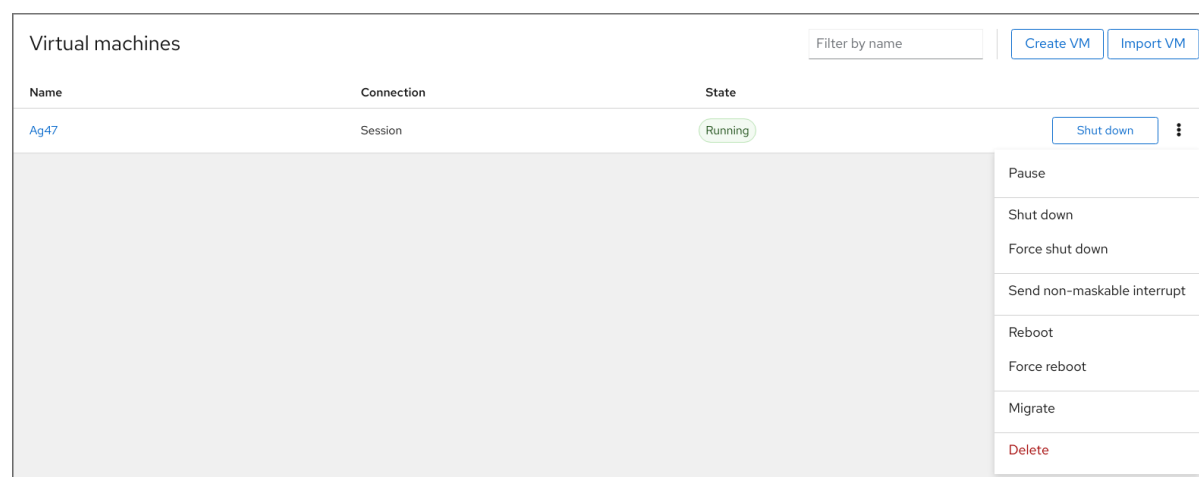 Virtual machines
Filter by name
Create VM
Import VM
Name Connection State
Ag47 Session Running Shut down
Pause
Shut down
Force shut down
Send non-maskable interrupt
Reboot
Force reboot
Migrate
Delete